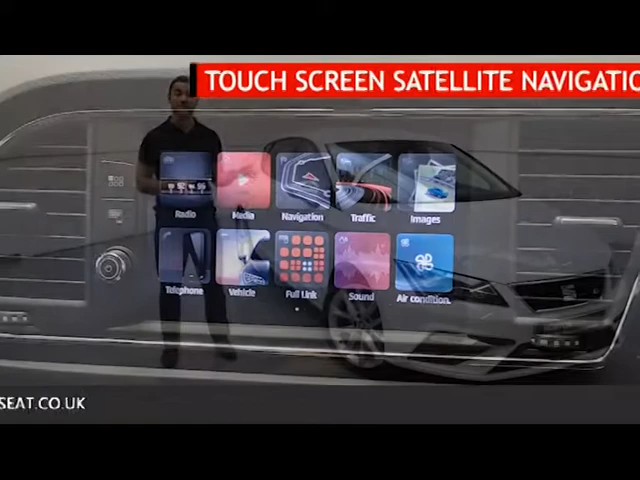 TOUCH SCREEN SATELLITE NAVIGATIO
Radio Media Navigation Traffic Images
Telephone Vehicle Full Link Sound Air condition.
SEAT.CO.UK